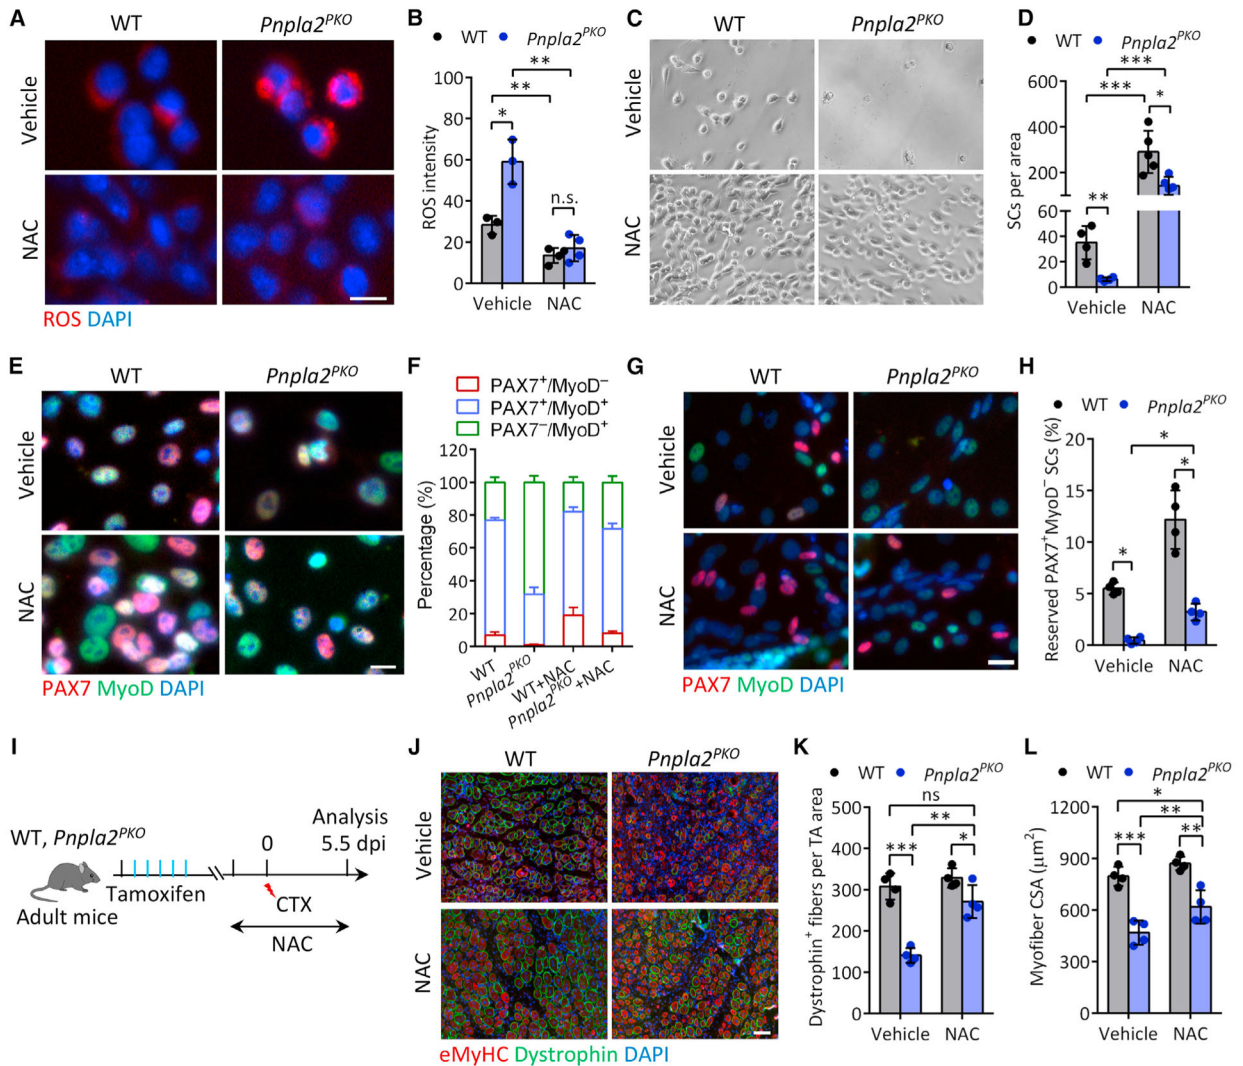 A
WT
Pnpla2PKO
Vehicle
NAC
ROS DAPI
B
WT
Pnpla2PKO
ROS intensity
100
80
60
40
20
0
**
**
*
n.s.
Vehicle
NAC
C
WT
Pnpla2PKO
Vehicle
NAC
D
WT
Pnpla2PKO
SCs per area
600
400
200
60
40
20
0
***
***
*
**
Vehicle
NAC
E
WT
Pnpla2PKO
Vehicle
NAC
PAX7 MyoD DAPI
F
PAX7+/MyoD−
PAX7+/MyoD+
PAX7−/MyoD+
Percentage (%)
120
100
80
60
40
20
0
WT
Pnpla2PKO
WT+NAC
Pnpla2PKO+NAC
G
WT
Pnpla2PKO
Vehicle
NAC
PAX7 MyoD DAPI
H
WT
Pnpla2PKO
Reserved PAX7+MyoD− SCs (%)
20
15
10
5
0
*
*
*
Vehicle
NAC
I
WT, Pnpla2PKO
Adult mice
Tamoxifen
0
CTX
NAC
Analysis
5.5 dpi
J
WT
Pnpla2PKO
Vehicle
NAC
eMyHC Dystrophin DAPI
K
WT
Pnpla2PKO
Dystrophin+ fibers per TA area
500
400
300
200
100
0
ns
**
***
*
Vehicle
NAC
L
WT
Pnpla2PKO
Myofiber CSA (μm2)
1200
900
600
300
0
*
**
***
**
Vehicle
NAC